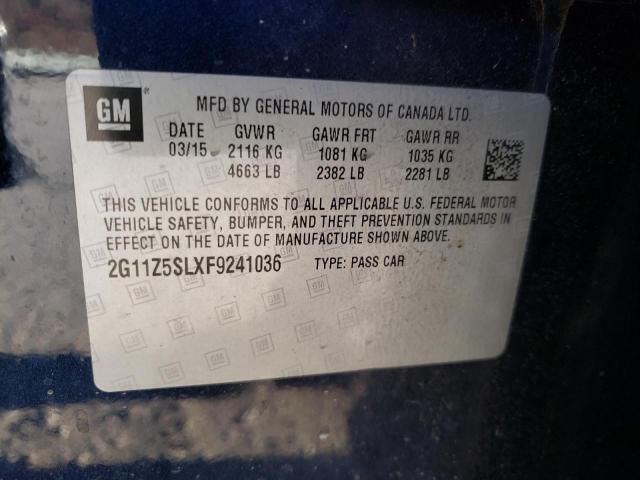 GM ®
MFD BY GENERAL MOTORS OF CANADA LTD.
DATE GVWR GAWR FRT GAWR RR
03/15 2116 KG 1081 KG 1035 KG
4663 LB 2382 LB 2281 LB
THIS VEHICLE CONFORMS TO ALL APPLICABLE U.S. FEDERAL MOTOR
VEHICLE SAFETY, BUMPER, AND THEFT PREVENTION STANDARDS IN
EFFECT ON THE DATE OF MANUFACTURE SHOWN ABOVE.
2G11Z5SLXF9241036 TYPE: PASS CAR